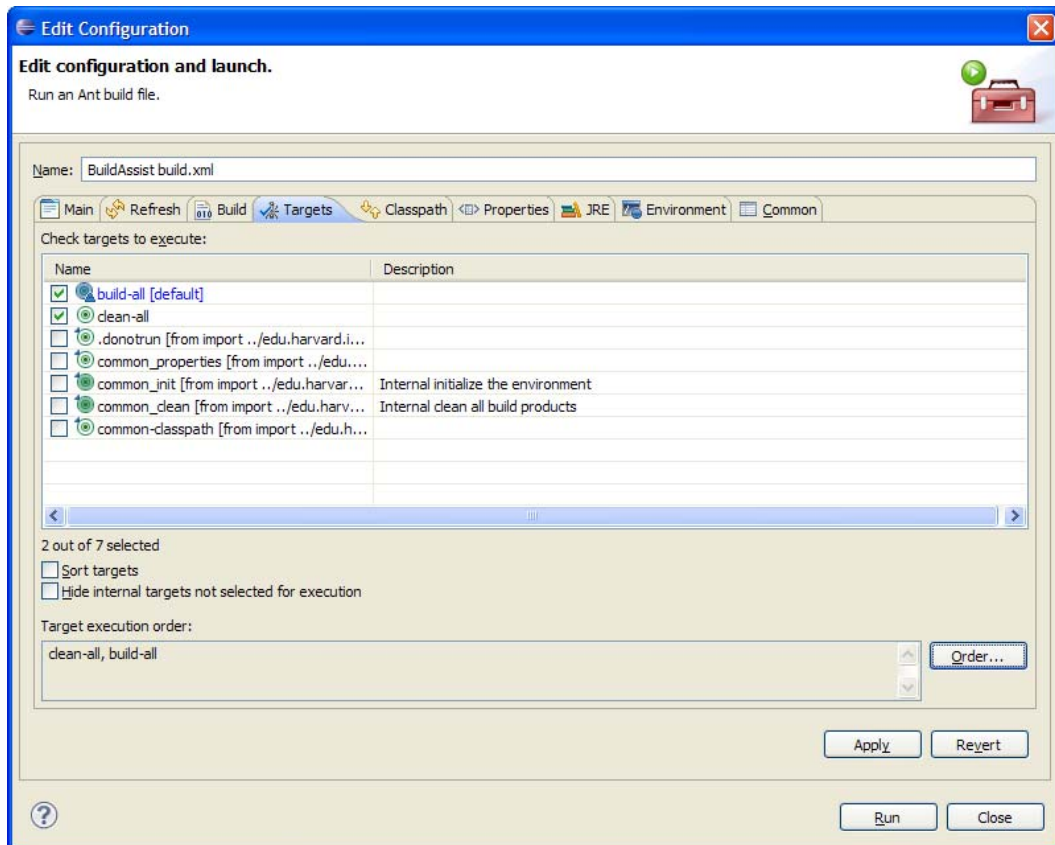 Edit Configuration
Edit configuration and launch.
Run an Ant build file.
Name: BuildAssist build.xml
Main Refresh Build Targets Classpath Properties JRE Environment Common
Check targets to execute:
Name Description
build-all [default]
clean-all
.donotrun [from import ../edu.harvard.i...
common_properties [from import ../edu....
common_init [from import ../edu.harvar... Internal initialize the environment
common_clean [from import ../edu.harv... Internal clean all build products
common-classpath [from import ../edu.h...
2 out of 7 selected
Sort targets
Hide internal targets not selected for execution
Target execution order:
clean-all, build-all
Order...
Apply Revert
Run Close